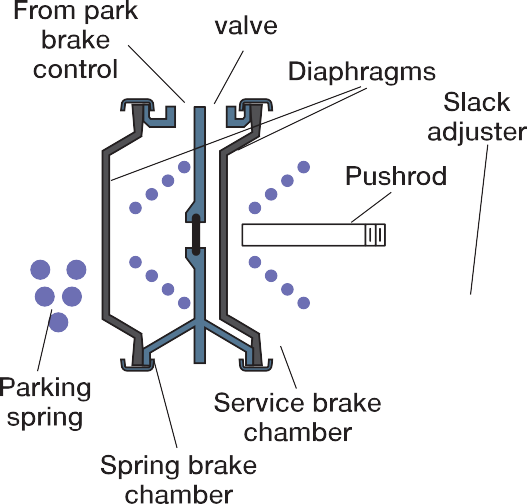 From park
brake
control
valve
Diaphragms
Slack
adjuster
Pushrod
Parking
spring
Service brake
chamber
Spring brake
chamber